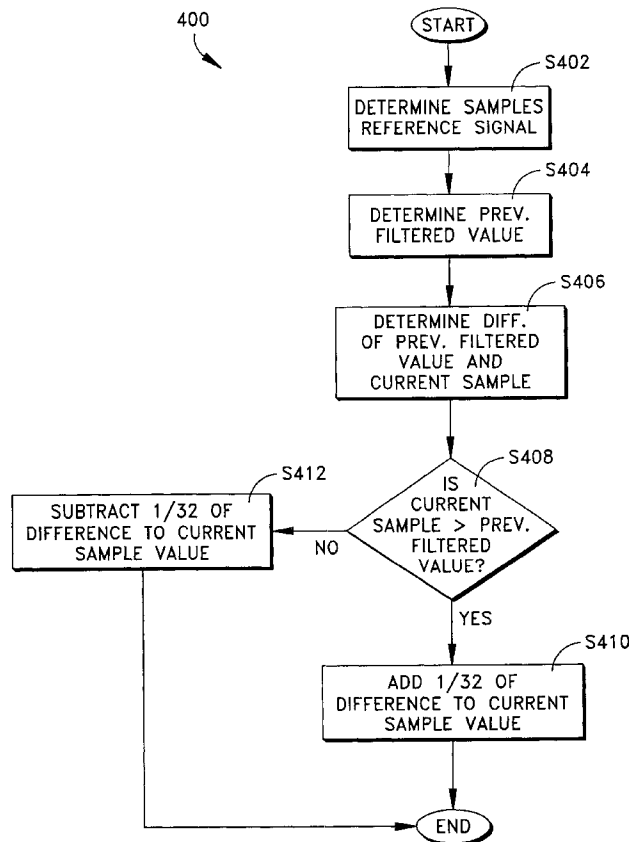 400
START
S402
DETERMINE SAMPLES
REFERENCE SIGNAL
S404
DETERMINE PREV.
FILTERED VALUE
S406
DETERMINE DIFF.
OF PREV. FILTERED
VALUE AND
CURRENT SAMPLE
S408
IS
CURRENT
SAMPLE > PREV.
FILTERED
VALUE?
NO
S412
SUBTRACT 1/32 OF
DIFFERENCE TO CURRENT
SAMPLE VALUE
YES
S410
ADD 1/32 OF
DIFFERENCE TO CURRENT
SAMPLE VALUE
END